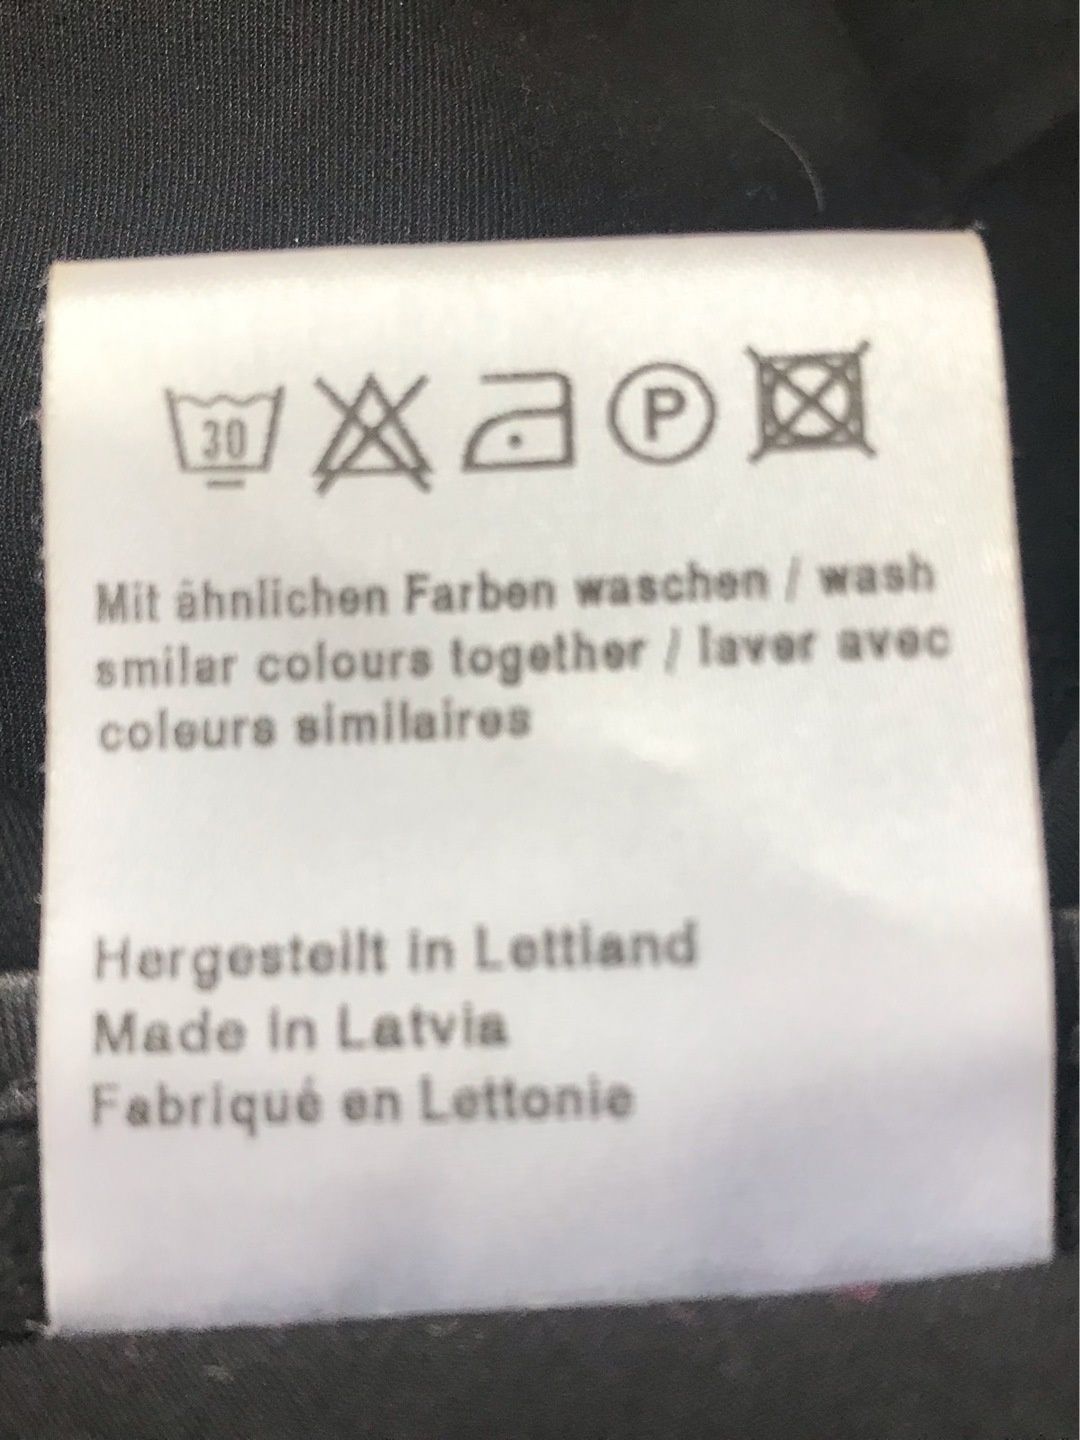 30 P
Mit ähnlichen Farben waschen / wash
smilar colours together / laver avec
coleurs similaires
Hergestellt in Lettland
Made in Latvia
Fabriqué en Lettonie